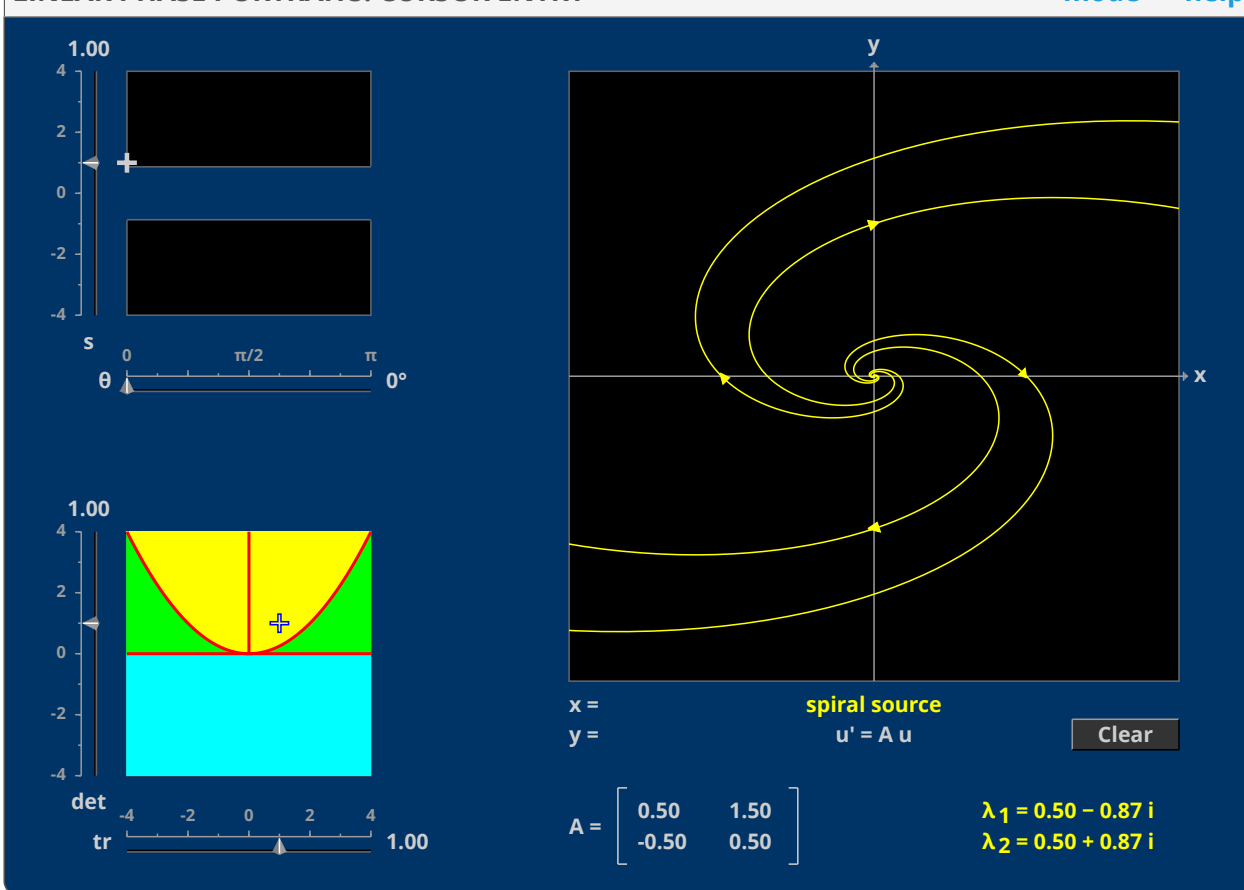 1.00
4
2
0
-2
-4
s
0 π/2 π
θ 0°
1.00
4
2
0
-2
-4
det
-4 -2 0 2 4
tr 1.00
y
x
x = spiral source
y = u' = A u Clear
A = 0.50 1.50
-0.50 0.50
λ1 = 0.50 − 0.87 i
λ2 = 0.50 + 0.87 i